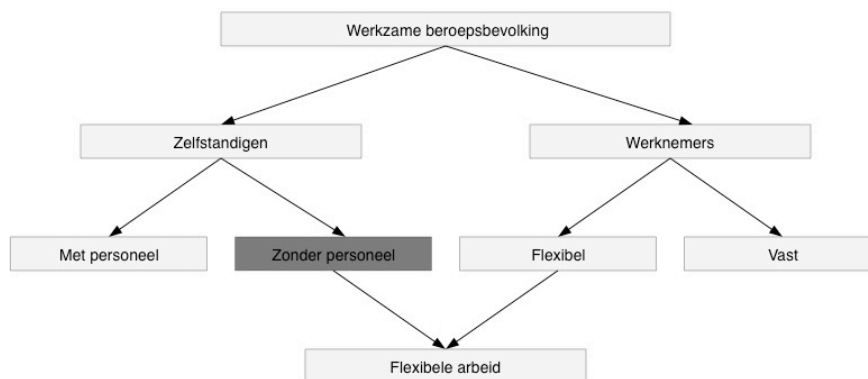 Werkzame beroepsbevolking
Zelfstandigen
Werknemers
Met personeel
Zonder personeel
Flexibel
Vast
Flexibele arbeid